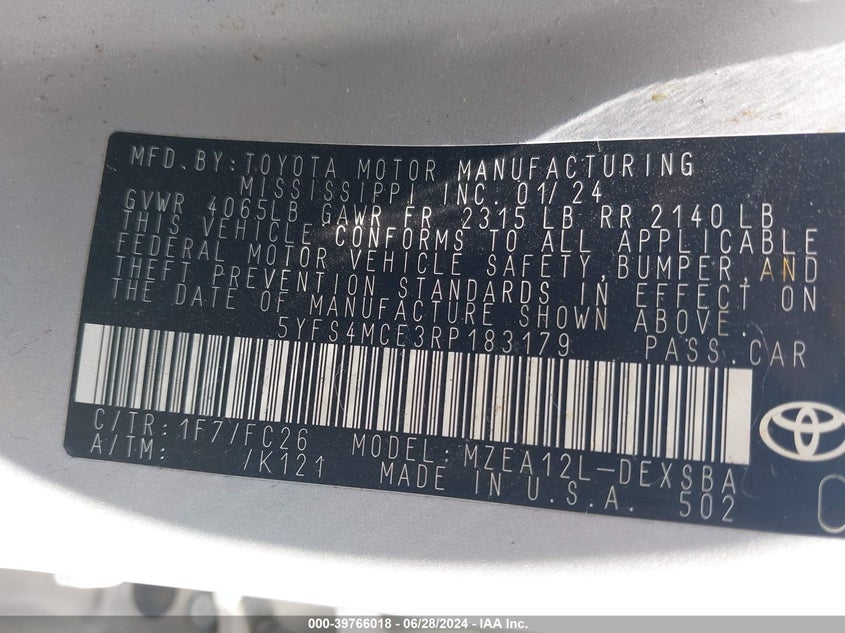 MFD. BY: TOYOTA MOTOR MANUFACTURING
MISSISSIPPI INC. 01/24
GVWR 4065LB GAWR FR 2315 LB RR 2140 LB
THIS VEHICLE CONFORMS TO ALL APPLICABLE
FEDERAL MOTOR VEHICLE SAFETY, BUMPER, AND
THEFT PREVENTION STANDARDS IN EFFECT ON
THE DATE OF MANUFACTURE SHOWN ABOVE.
5YFS4MCE3RP183179 PASS. CAR
C/TR: 1F7/FC26 MODEL: MZEA12L-DEXSBA
A/TM: /K121 MADE IN U.S.A. 502
000-39766018 / 06/28/2024 - IAA Inc.